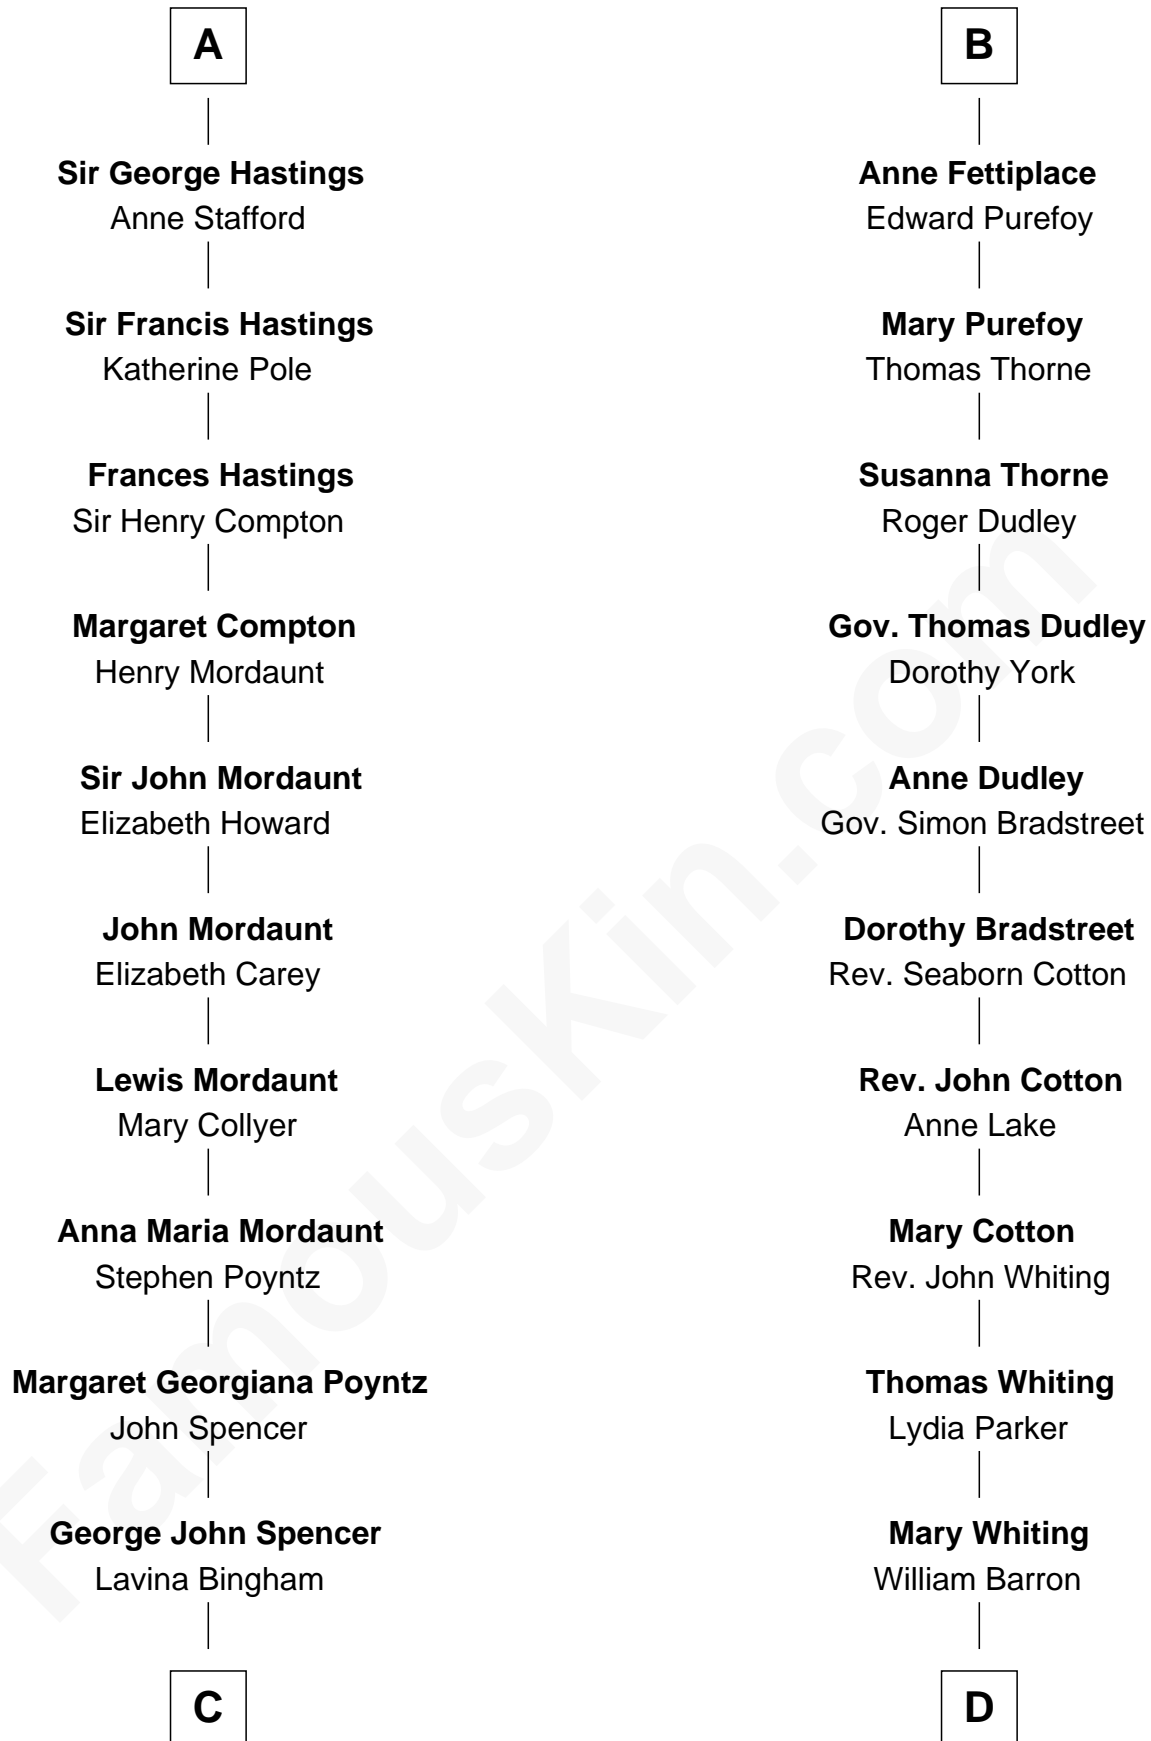 A
Sir George Hastings
Anne Stafford
Sir Francis Hastings
Katherine Pole
Frances Hastings
Sir Henry Compton
Margaret Compton
Henry Mordaunt
Sir John Mordaunt
Elizabeth Howard
John Mordaunt
Elizabeth Carey
Lewis Mordaunt
Mary Collyer
Anna Maria Mordaunt
Stephen Poyntz
Margaret Georgiana Poyntz
John Spencer
George John Spencer
Lavina Bingham
C
B
Anne Fettiplace
Edward Purefoy
Mary Purefoy
Thomas Thorne
Susanna Thorne
Roger Dudley
Gov. Thomas Dudley
Dorothy York
Anne Dudley
Gov. Simon Bradstreet
Dorothy Bradstreet
Rev. Seaborn Cotton
Rev. John Cotton
Anne Lake
Mary Cotton
Rev. John Whiting
Thomas Whiting
Lydia Parker
Mary Whiting
William Barron
D
FamousKin.com